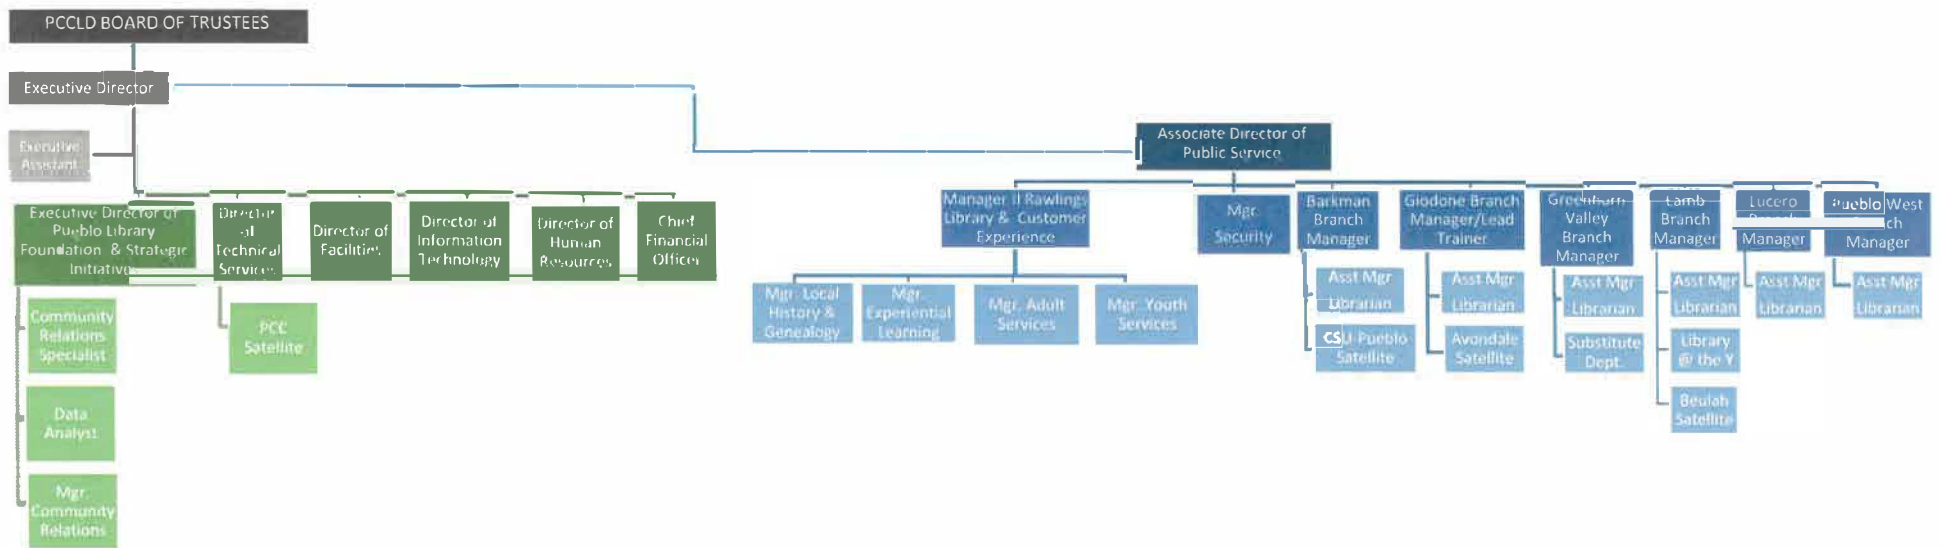 PCCLD BOARD OF TRUSTEES
Executive Director
Executive
Assistant
Associate Director of
Public Service
Executive Director of
Pueblo Library
Foundation & Strategic
Initiatives
Director
of
Technical
Services
Director of
Facilities
Director of
Information
Technology
Director of
Human
Resources
Chief
Financial
Officer
Community
Relations
Specialist
Data
Analyst
Mgr.
Community
Relations
PCC
Satellite
Manager II Rawlings
Library & Customer
Experience
Mgr.
Security
Barkman
Branch
Manager
Giodone Branch
Manager/Lead
Trainer
Greenhorn
Valley
Branch
Manager
Lamb
Branch
Manager
Lucero
Branch
Manager
Pueblo West
Manager
Mgr. Local
History &
Genealogy
Mgr.
Experiential
Learning
Mgr. Adult
Services
Mgr. Youth
Services
Asst Mgr
Librarian
CSU-Pueblo
Satellite
Asst Mgr
Librarian
Avondale
Satellite
Asst Mgr
Librarian
Substitute
Dept.
Asst Mgr
Librarian
Library
@ the Y
Beulah
Satellite
Asst Mgr
Librarian
Asst Mgr
Librarian